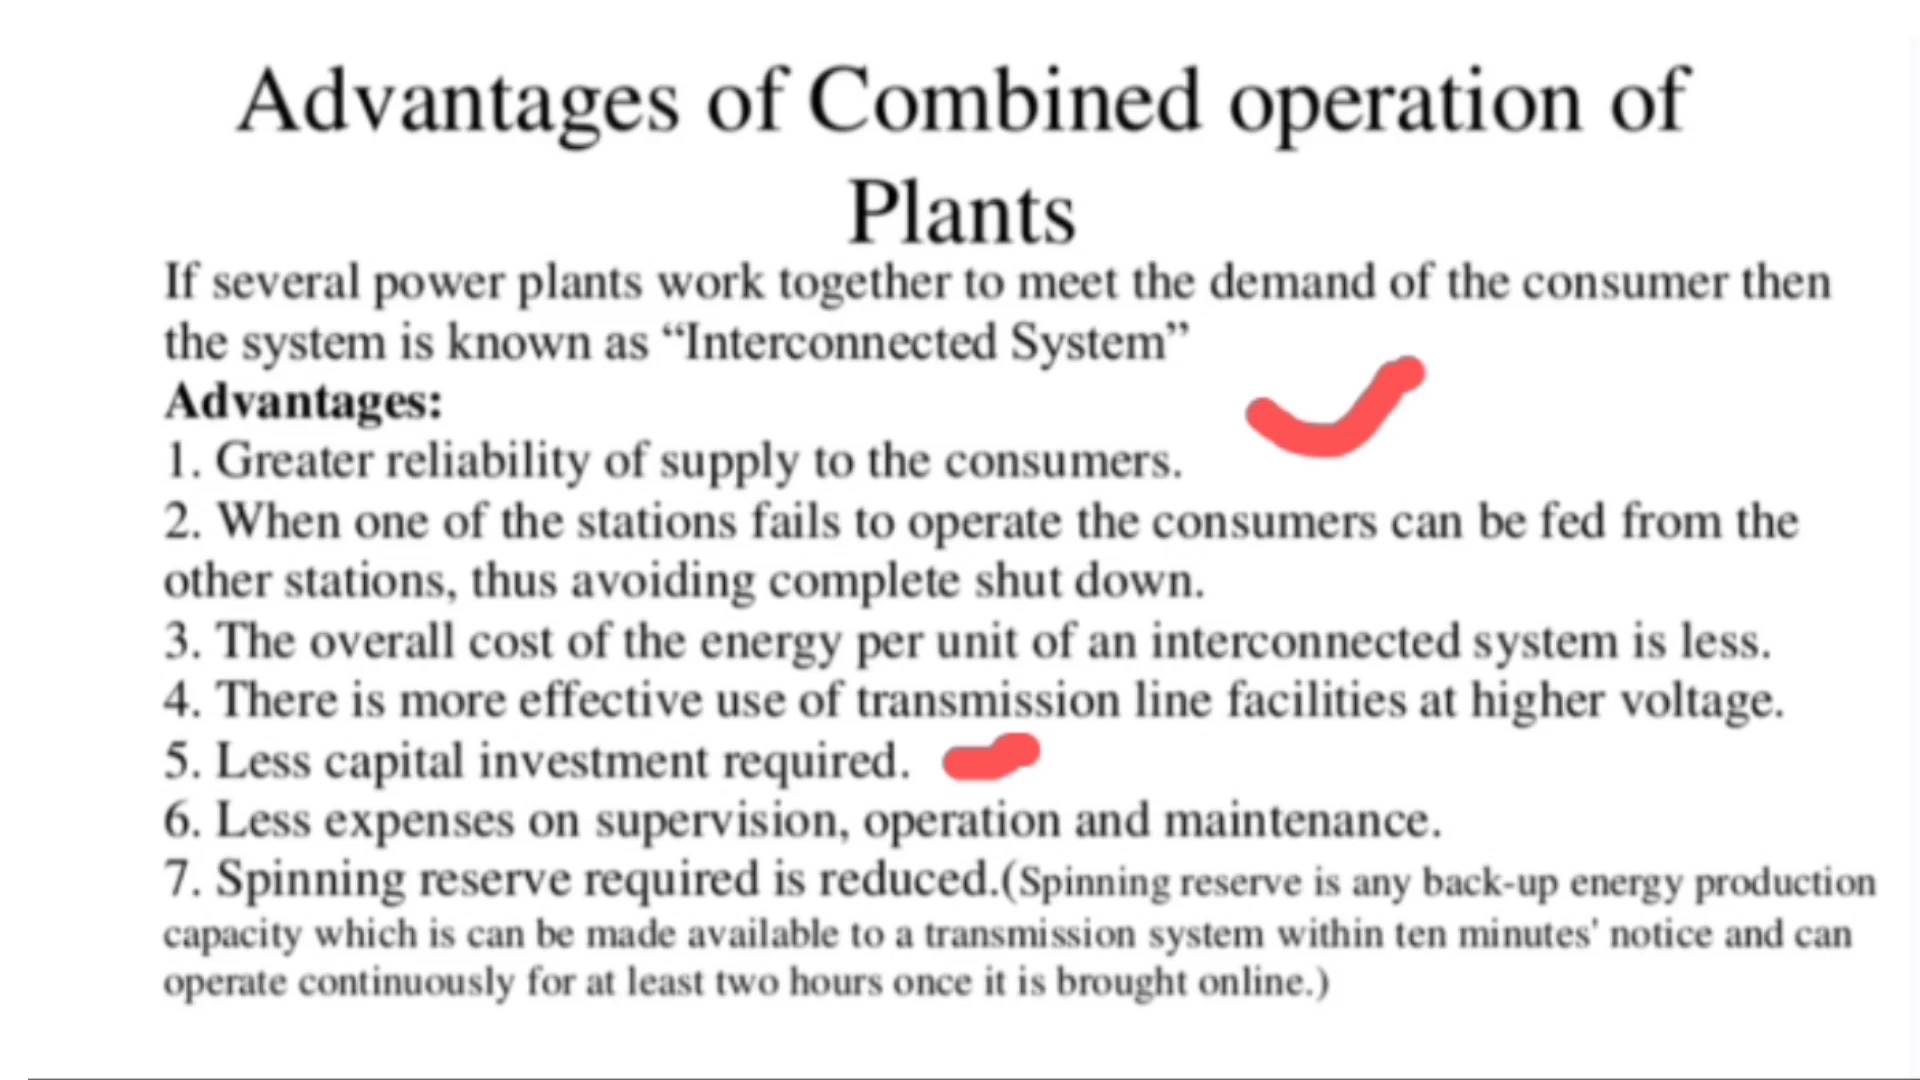 Advantages of Combined operation of
Plants
If several power plants work together to meet the demand of the consumer then
the system is known as “Interconnected System”
Advantages:
1. Greater reliability of supply to the consumers.
2. When one of the stations fails to operate the consumers can be fed from the
other stations, thus avoiding complete shut down.
3. The overall cost of the energy per unit of an interconnected system is less.
4. There is more effective use of transmission line facilities at higher voltage.
5. Less capital investment required.
6. Less expenses on supervision, operation and maintenance.
7. Spinning reserve required is reduced.(Spinning reserve is any back-up energy production
capacity which is can be made available to a transmission system within ten minutes' notice and can
operate continuously for at least two hours once it is brought online.)